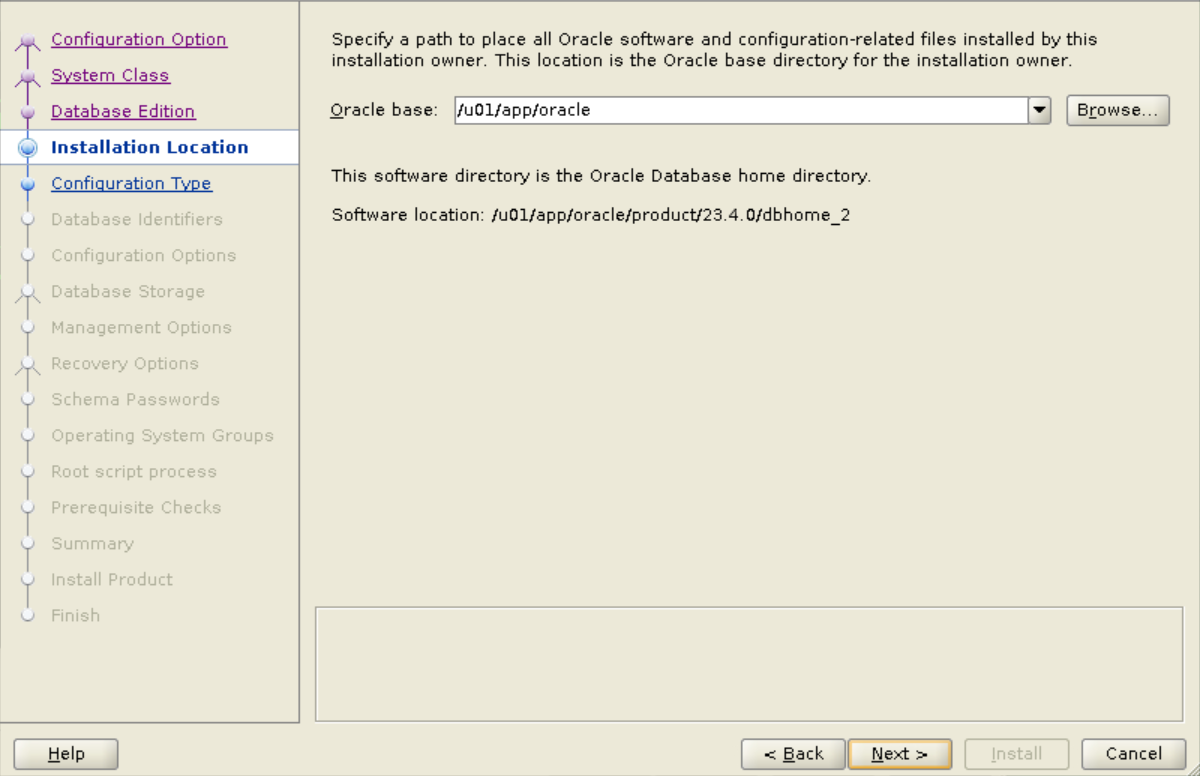 Configuration Option
System Class
Database Edition
Installation Location
Configuration Type
Database Identifiers
Configuration Options
Database Storage
Management Options
Recovery Options
Schema Passwords
Operating System Groups
Root script process
Prerequisite Checks
Summary
Install Product
Finish
Specify a path to place all Oracle software and configuration-related files installed by this
installation owner. This location is the Oracle base directory for the installation owner.
Oracle base: /u01/app/oracle Browse...
This software directory is the Oracle Database home directory.
Software location: /u01/app/oracle/product/23.4.0/dbhome_2
Help < Back Next > Install Cancel